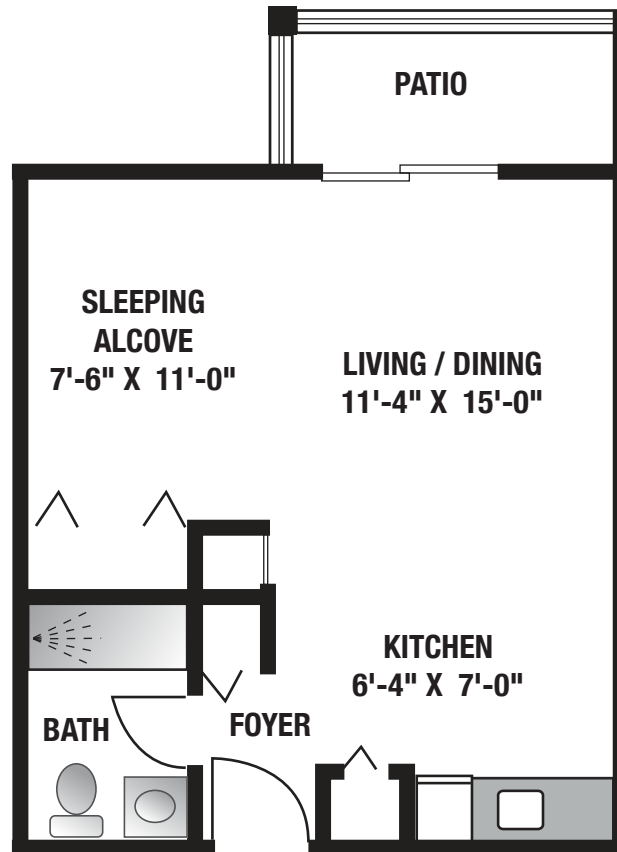 PATIO
SLEEPING
ALCOVE
7'-6" X 11'-0"
LIVING / DINING
11'-4" X 15'-0"
KITCHEN
6'-4" X 7'-0"
BATH
FOYER